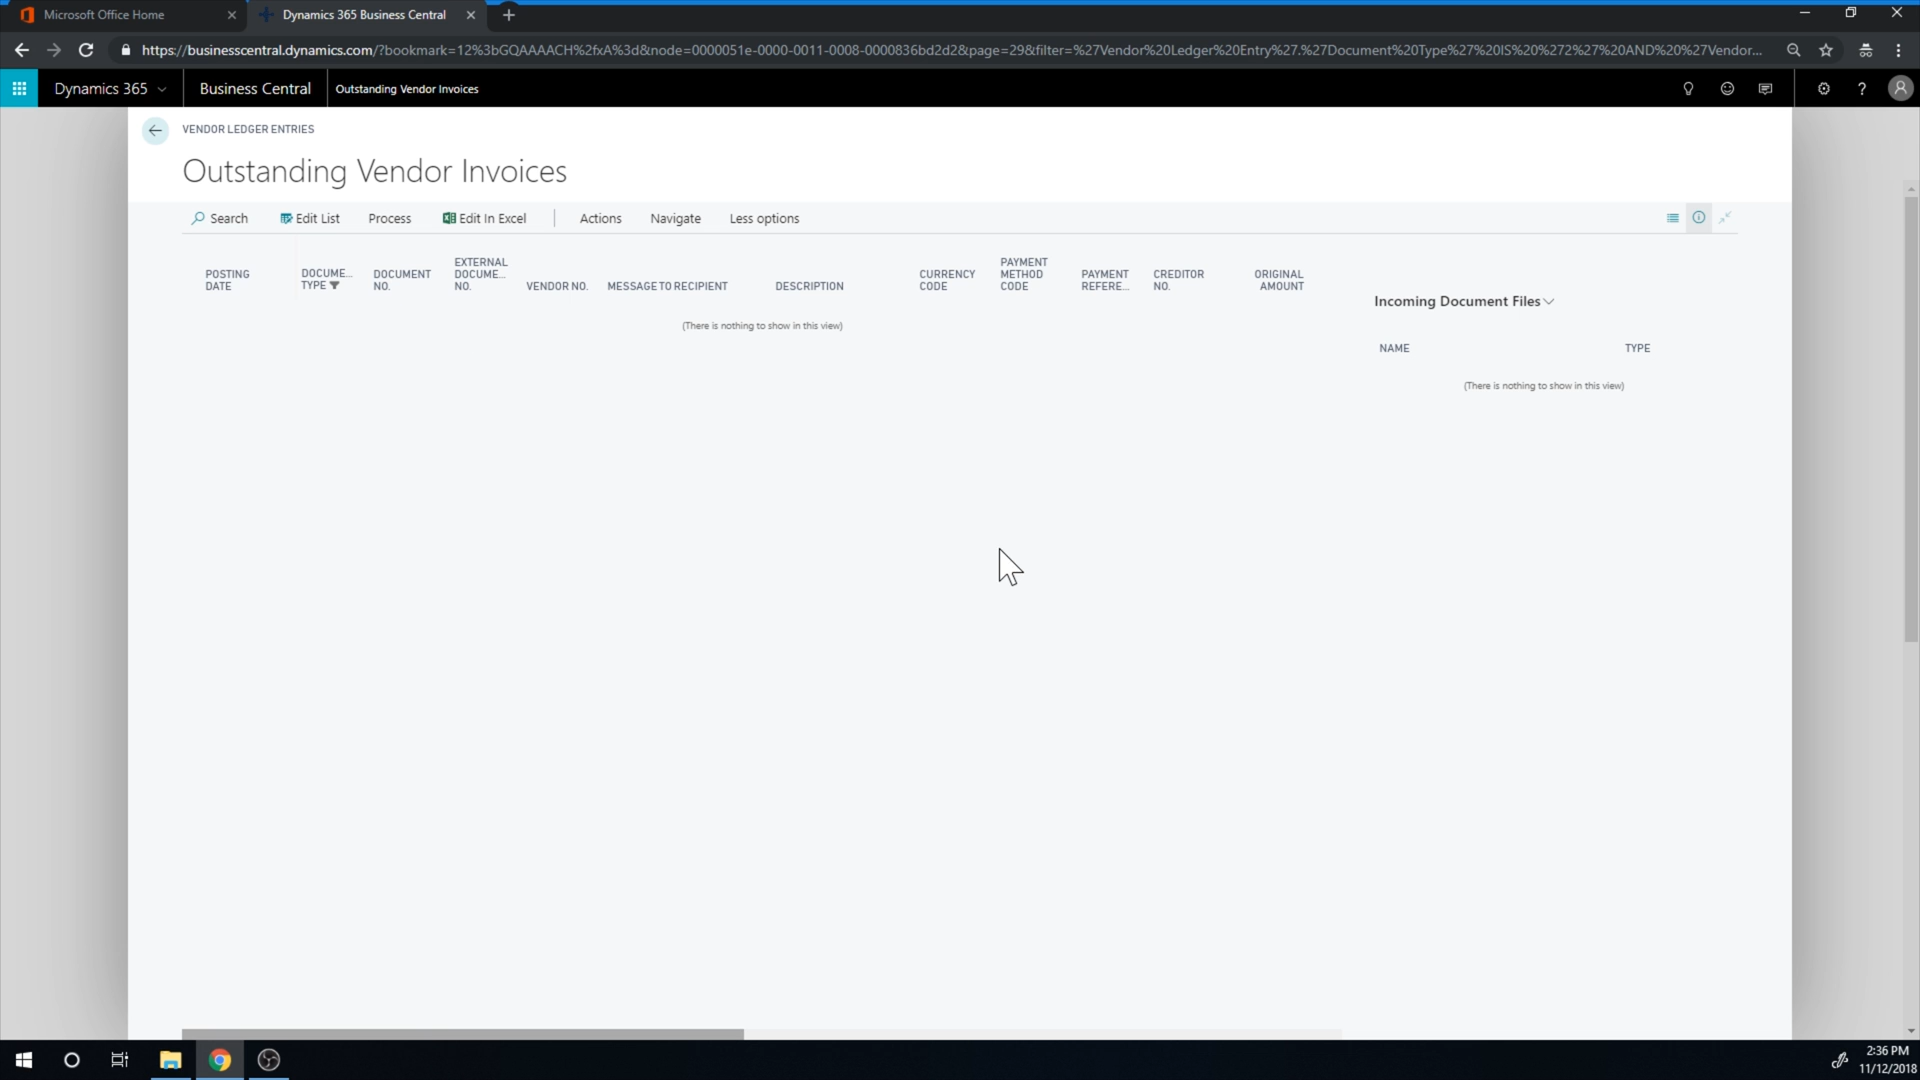 Microsoft Office Home
Dynamics 365 Business Central
https://businesscentral.dynamics.com/?bookmark=12%3bGQAAAACH%2fxA%3d&node=0000051e-0000-0011-0008-0000836bd2d2&page=29&filter=%27Vendor%20Ledger%20Entry%27.%27Document%20Type%27%20IS%20%272%27%20AND%20%27Vendor...
Dynamics 365
Business Central
Outstanding Vendor Invoices
VENDOR LEDGER ENTRIES
Outstanding Vendor Invoices
Search
Edit List
Process
Edit In Excel
Actions
Navigate
Less options
POSTING
DATE
DOCUME...
TYPE
DOCUMENT
NO.
EXTERNAL
DOCUME...
NO.
VENDOR NO.
MESSAGE TO RECIPIENT
DESCRIPTION
CURRENCY
CODE
PAYMENT
METHOD
CODE
PAYMENT
REFERE...
CREDITOR
NO.
ORIGINAL
AMOUNT
(There is nothing to show in this view)
Incoming Document Files
NAME
TYPE
(There is nothing to show in this view)
2:36 PM
11/12/2018